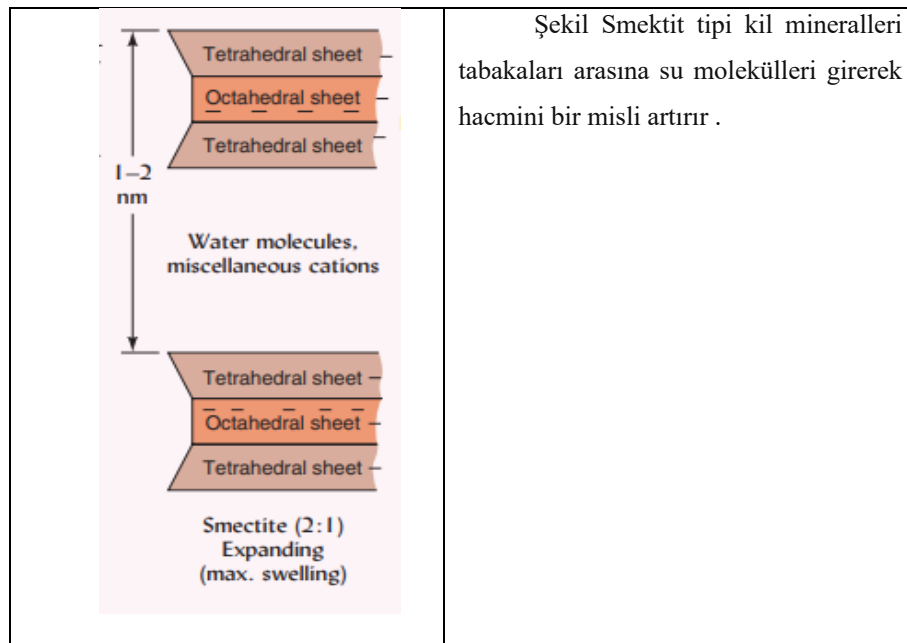 Tetrahedral sheet
Octahedral sheet
Tetrahedral sheet
1–2
nm
Water molecules,
miscellaneous cations
Tetrahedral sheet
Octahedral sheet
Tetrahedral sheet
Smectite (2:1)
Expanding
(max. swelling)
Şekil Smektit tipi kil mineralleri
tabakaları arasına su molekülleri girerek
hacmini bir misli artırır .